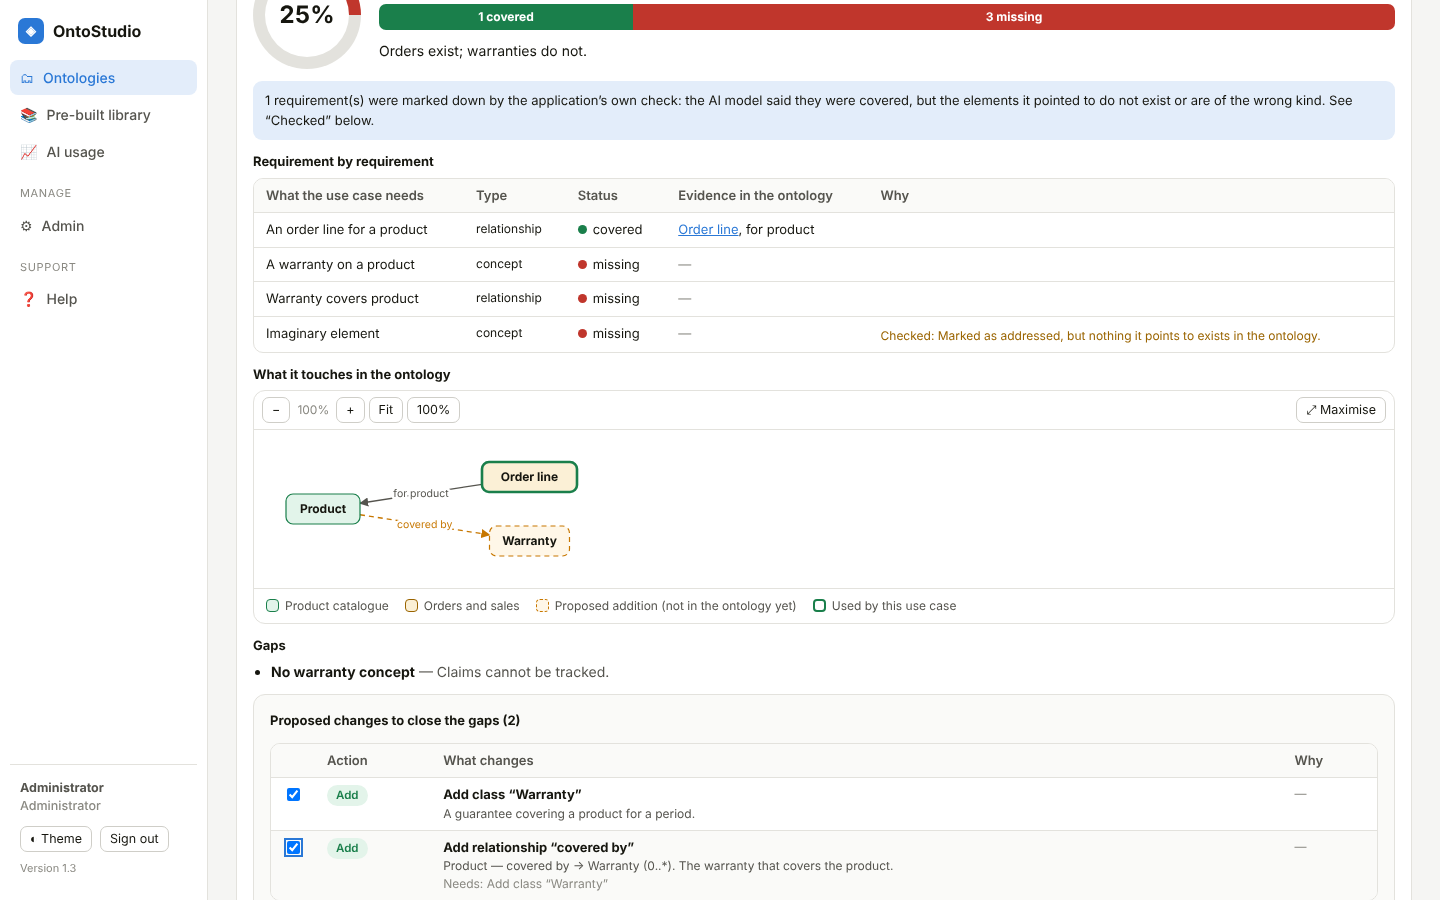 OntoStudio
Ontologies
Pre-built library
AI usage
MANAGE
Admin
SUPPORT
Help
Administrator
Administrator
Theme
Sign out
Version 1.3
25%
1 covered
3 missing
Orders exist; warranties do not.
1 requirement(s) were marked down by the application’s own check: the AI model said they were covered, but the elements it pointed to do not exist or are of the wrong kind. See
“Checked” below.
Requirement by requirement
What the use case needs Type Status Evidence in the ontology Why
An order line for a product relationship covered Order line, for product
A warranty on a product concept missing —
Warranty covers product relationship missing —
Imaginary element concept missing — Checked: Marked as addressed, but nothing it points to exists in the ontology.
What it touches in the ontology
− 100% + Fit 100% Maximise
Order line
for product
Product
covered by
Warranty
Product catalogue Orders and sales Proposed addition (not in the ontology yet) Used by this use case
Gaps
• No warranty concept — Claims cannot be tracked.
Proposed changes to close the gaps (2)
Action What changes Why
Add Add class “Warranty” —
A guarantee covering a product for a period.
Add Add relationship “covered by” —
Product — covered by → Warranty (0..*). The warranty that covers the product.
Needs: Add class “Warranty”